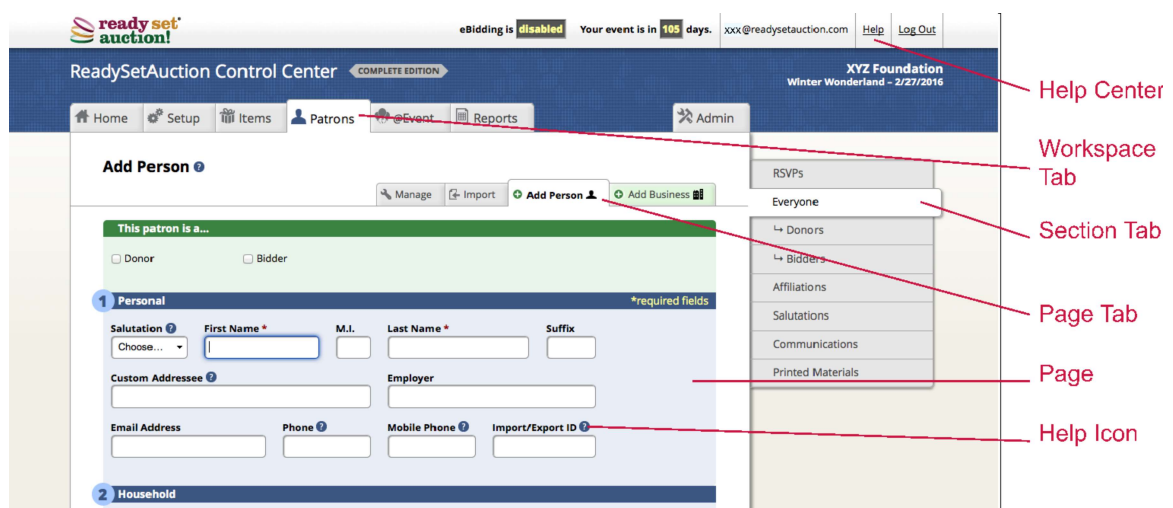 ready set
auction!
eBidding is disabled Your event is in 105 days. xxx@readysetauction.com Help Log Out
ReadySetAuction Control Center COMPLETE EDITION
XYZ Foundation
Winter Wonderland – 2/27/2016
Help Center
Home Setup Items Patrons @Event Reports Admin
Workspace
Tab
Add Person ?
Manage Import Add Person Add Business
RSVPs
Everyone
Section Tab
↳ Donors
↳ Bidders
Affiliations
Salutations
Communications
Printed Materials
This patron is a...
Donor Bidder
1 Personal *required fields
Page Tab
Salutation ? First Name * M.I. Last Name * Suffix
Choose...
Page
Custom Addressee ? Employer
Email Address Phone ? Mobile Phone ? Import/Export ID ?
Help Icon
2 Household